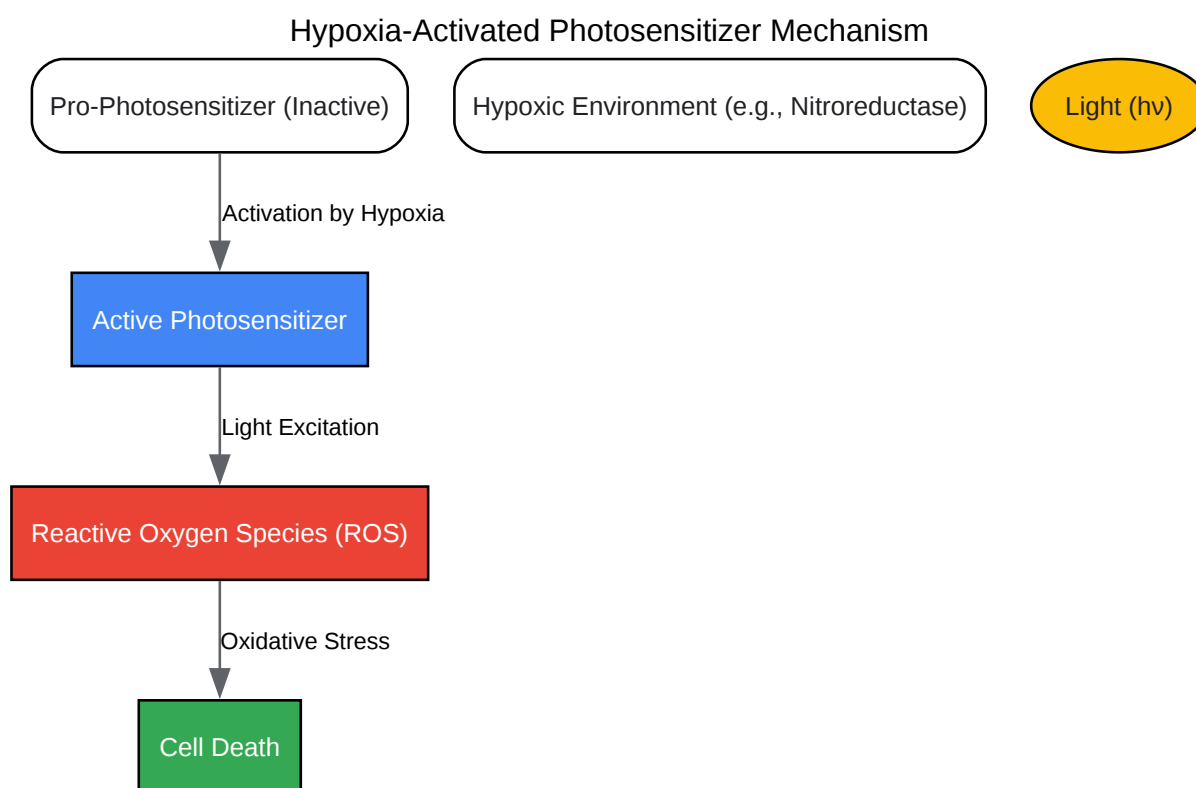 Hypoxia-Activated Photosensitizer Mechanism
Pro-Photosensitizer (Inactive)
Hypoxic Environment (e.g., Nitroreductase)
Light (hν)
Activation by Hypoxia
Active Photosensitizer
Light Excitation
Reactive Oxygen Species (ROS)
Oxidative Stress
Cell Death